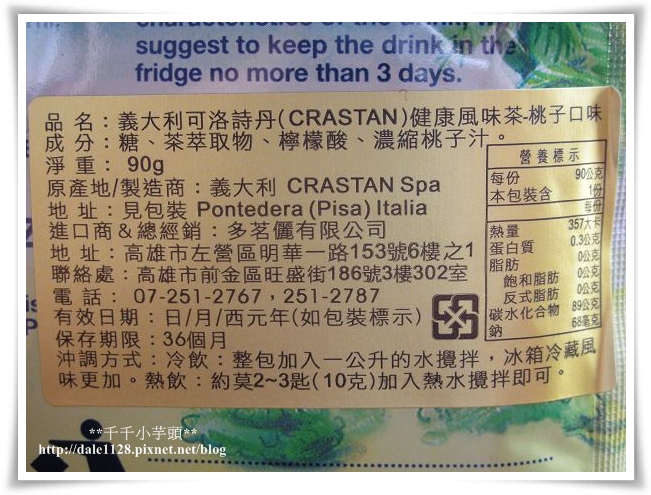 suggest to keep the drink in the
fridge no more than 3 days.
品 名：義大利可洛詩丹(CRASTAN)健康風味茶-桃子口味
成 分：糖、茶萃取物、檸檬酸、濃縮桃子汁。
淨 重： 90g
原產地/製造商：義大利 CRASTAN Spa
地 址：見包裝 Pontedera (Pisa) Italia
進口商&總經銷：多茗儷有限公司
地 址：高雄市左營區明華一路153號6樓之1
聯絡處：高雄市前金區旺盛街186號3樓302室
電 話： 07-251-2767，251-2787
有效日期：日/月/西元年(如包裝標示)
保存期限：36個月
沖調方式：冷飲：整包加入一公升的水攪拌，冰箱冷藏風
味更加。熱飲：約莫2~3匙(10克)加入熱水攪拌即可。
營養標示
每份 90公克
本包裝含 1份
每份
熱量 357大卡
蛋白質 0.3公克
脂肪 0公克
飽和脂肪 0公克
反式脂肪 0公克
碳水化合物 89公克
鈉 68毫克
**千千小芋頭**
http://dale1128.pixnet.net/blog